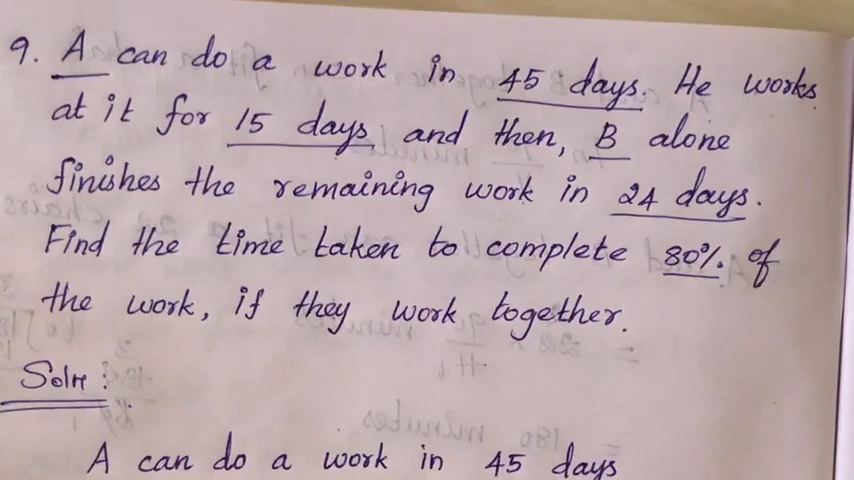 9. A can do a work in 45 days. He works
at it for 15 days and then, B alone
finishes the remaining work in 24 days.
Find the time taken to complete 80% of
the work, if they work together.
Soln :
A can do a work in 45 days